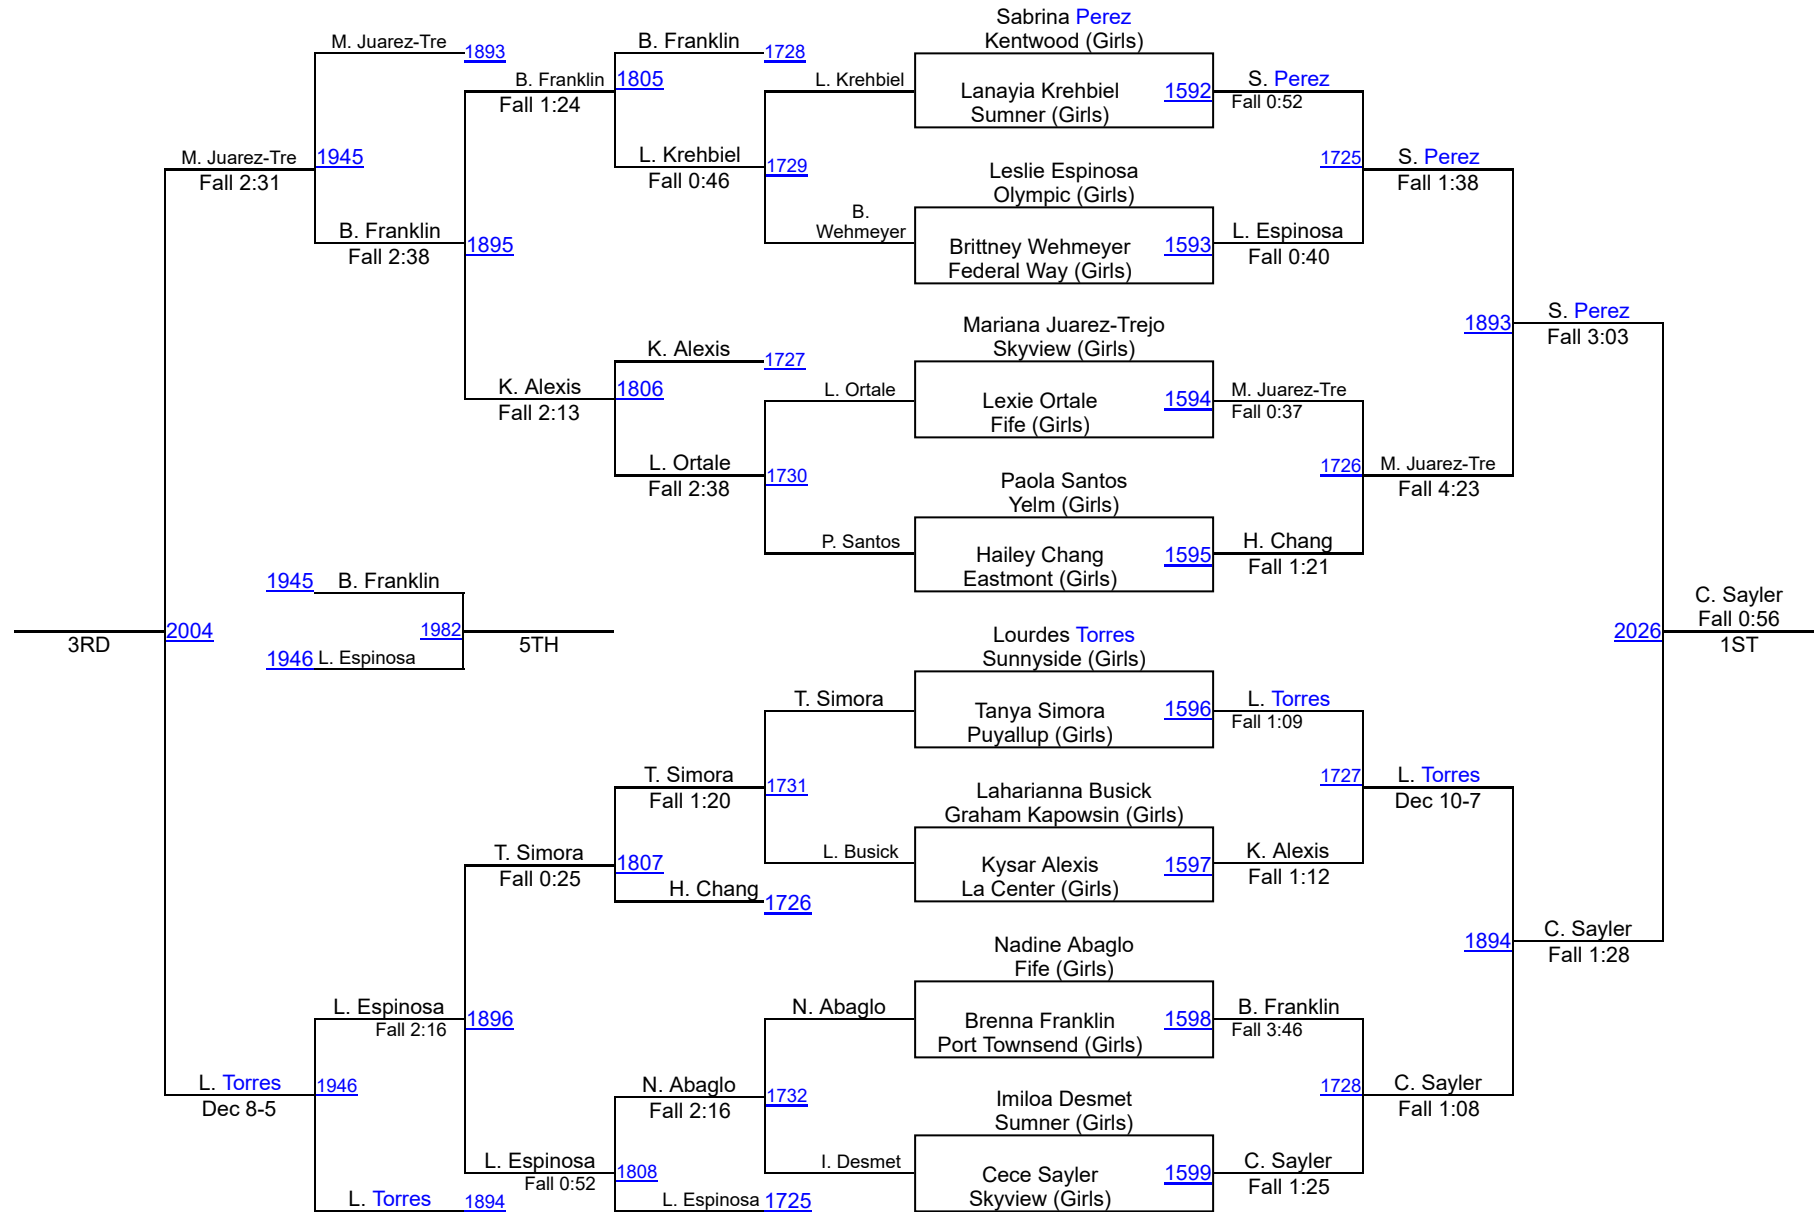 Sabrina Perez
Kentwood (Girls)
M. Juarez-Tre 1893
B. Franklin 1728
B. Franklin 1805
Fall 1:24
L. Krehbiel
Lanayia Krehbiel 1592
Sumner (Girls)
S. Perez
Fall 0:52
M. Juarez-Tre 1945
Fall 2:31
L. Krehbiel 1729
Fall 0:46
Leslie Espinosa
Olympic (Girls)
1725 S. Perez
Fall 1:38
B. Franklin 1895
Fall 2:38
B.
Wehmeyer
Brittney Wehmeyer 1593
Federal Way (Girls)
L. Espinosa
Fall 0:40
Mariana Juarez-Trejo
Skyview (Girls)
1893 S. Perez
Fall 3:03
K. Alexis 1727
K. Alexis 1806
Fall 2:13
L. Ortale
Lexie Ortale 1594
Fife (Girls)
M. Juarez-Tre
Fall 0:37
L. Ortale 1730
Fall 2:38
Paola Santos
Yelm (Girls)
1726 M. Juarez-Tre
Fall 4:23
P. Santos
Hailey Chang 1595
Eastmont (Girls)
H. Chang
Fall 1:21
1945 B. Franklin
3RD 2004
1982 5TH
1946 L. Espinosa
C. Sayler
Fall 0:56
2026 1ST
Lourdes Torres
Sunnyside (Girls)
T. Simora
Tanya Simora 1596
Puyallup (Girls)
L. Torres
Fall 1:09
T. Simora 1731
Fall 1:20
Laharianna Busick
Graham Kapowsin (Girls)
1727 L. Torres
Dec 10-7
T. Simora 1807
Fall 0:25
L. Busick
Kysar Alexis 1597
La Center (Girls)
K. Alexis
Fall 1:12
H. Chang 1726
Nadine Abaglo
Fife (Girls)
1894 C. Sayler
Fall 1:28
L. Espinosa 1896
Fall 2:16
N. Abaglo
Brenna Franklin 1598
Port Townsend (Girls)
B. Franklin
Fall 3:46
L. Torres 1946
Dec 8-5
N. Abaglo 1732
Fall 2:16
Imiloa Desmet
Sumner (Girls)
1728 C. Sayler
Fall 1:08
L. Espinosa 1808
Fall 0:52
I. Desmet
Cece Sayler 1599
Skyview (Girls)
C. Sayler
Fall 1:25
L. Torres 1894
L. Espinosa 1725